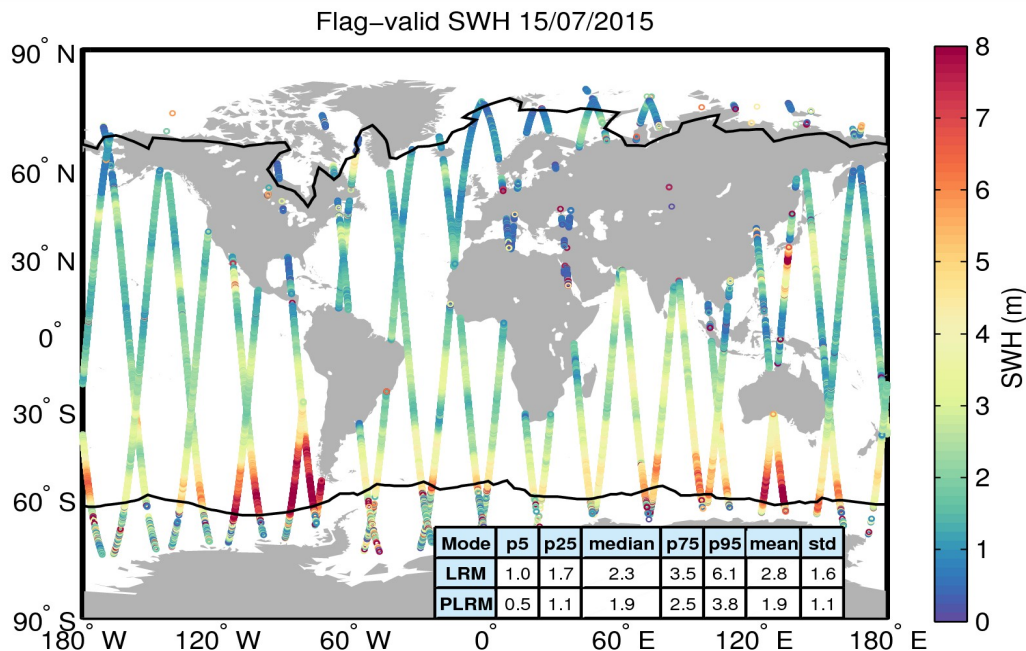 Flag−valid SWH 15/07/2015
90° N
60° N
30° N
0°
30° S
60° S
90° S
180° W
120° W
60° W
0°
60° E
120° E
180° E
Mode p5 p25 median p75 p95 mean std
LRM 1.0 1.7 2.3 3.5 6.1 2.8 1.6
PLRM 0.5 1.1 1.9 2.5 3.8 1.9 1.1
8
7
6
5
4
3
2
1
0
SWH (m)